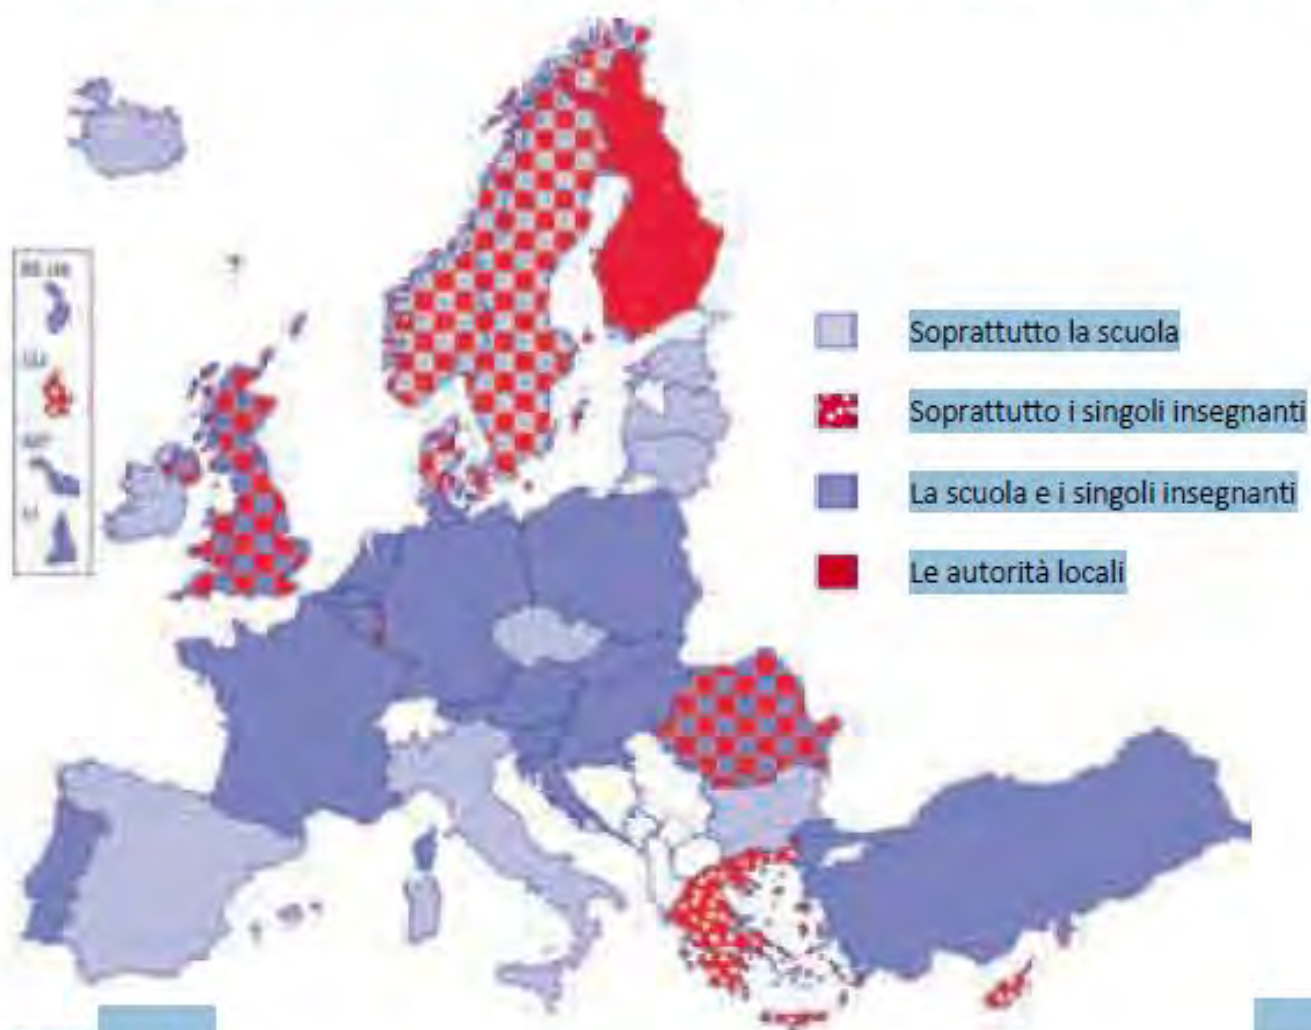 Soprattutto la scuola
Soprattutto i singoli insegnanti
La scuola e i singoli insegnanti
Le autorità locali